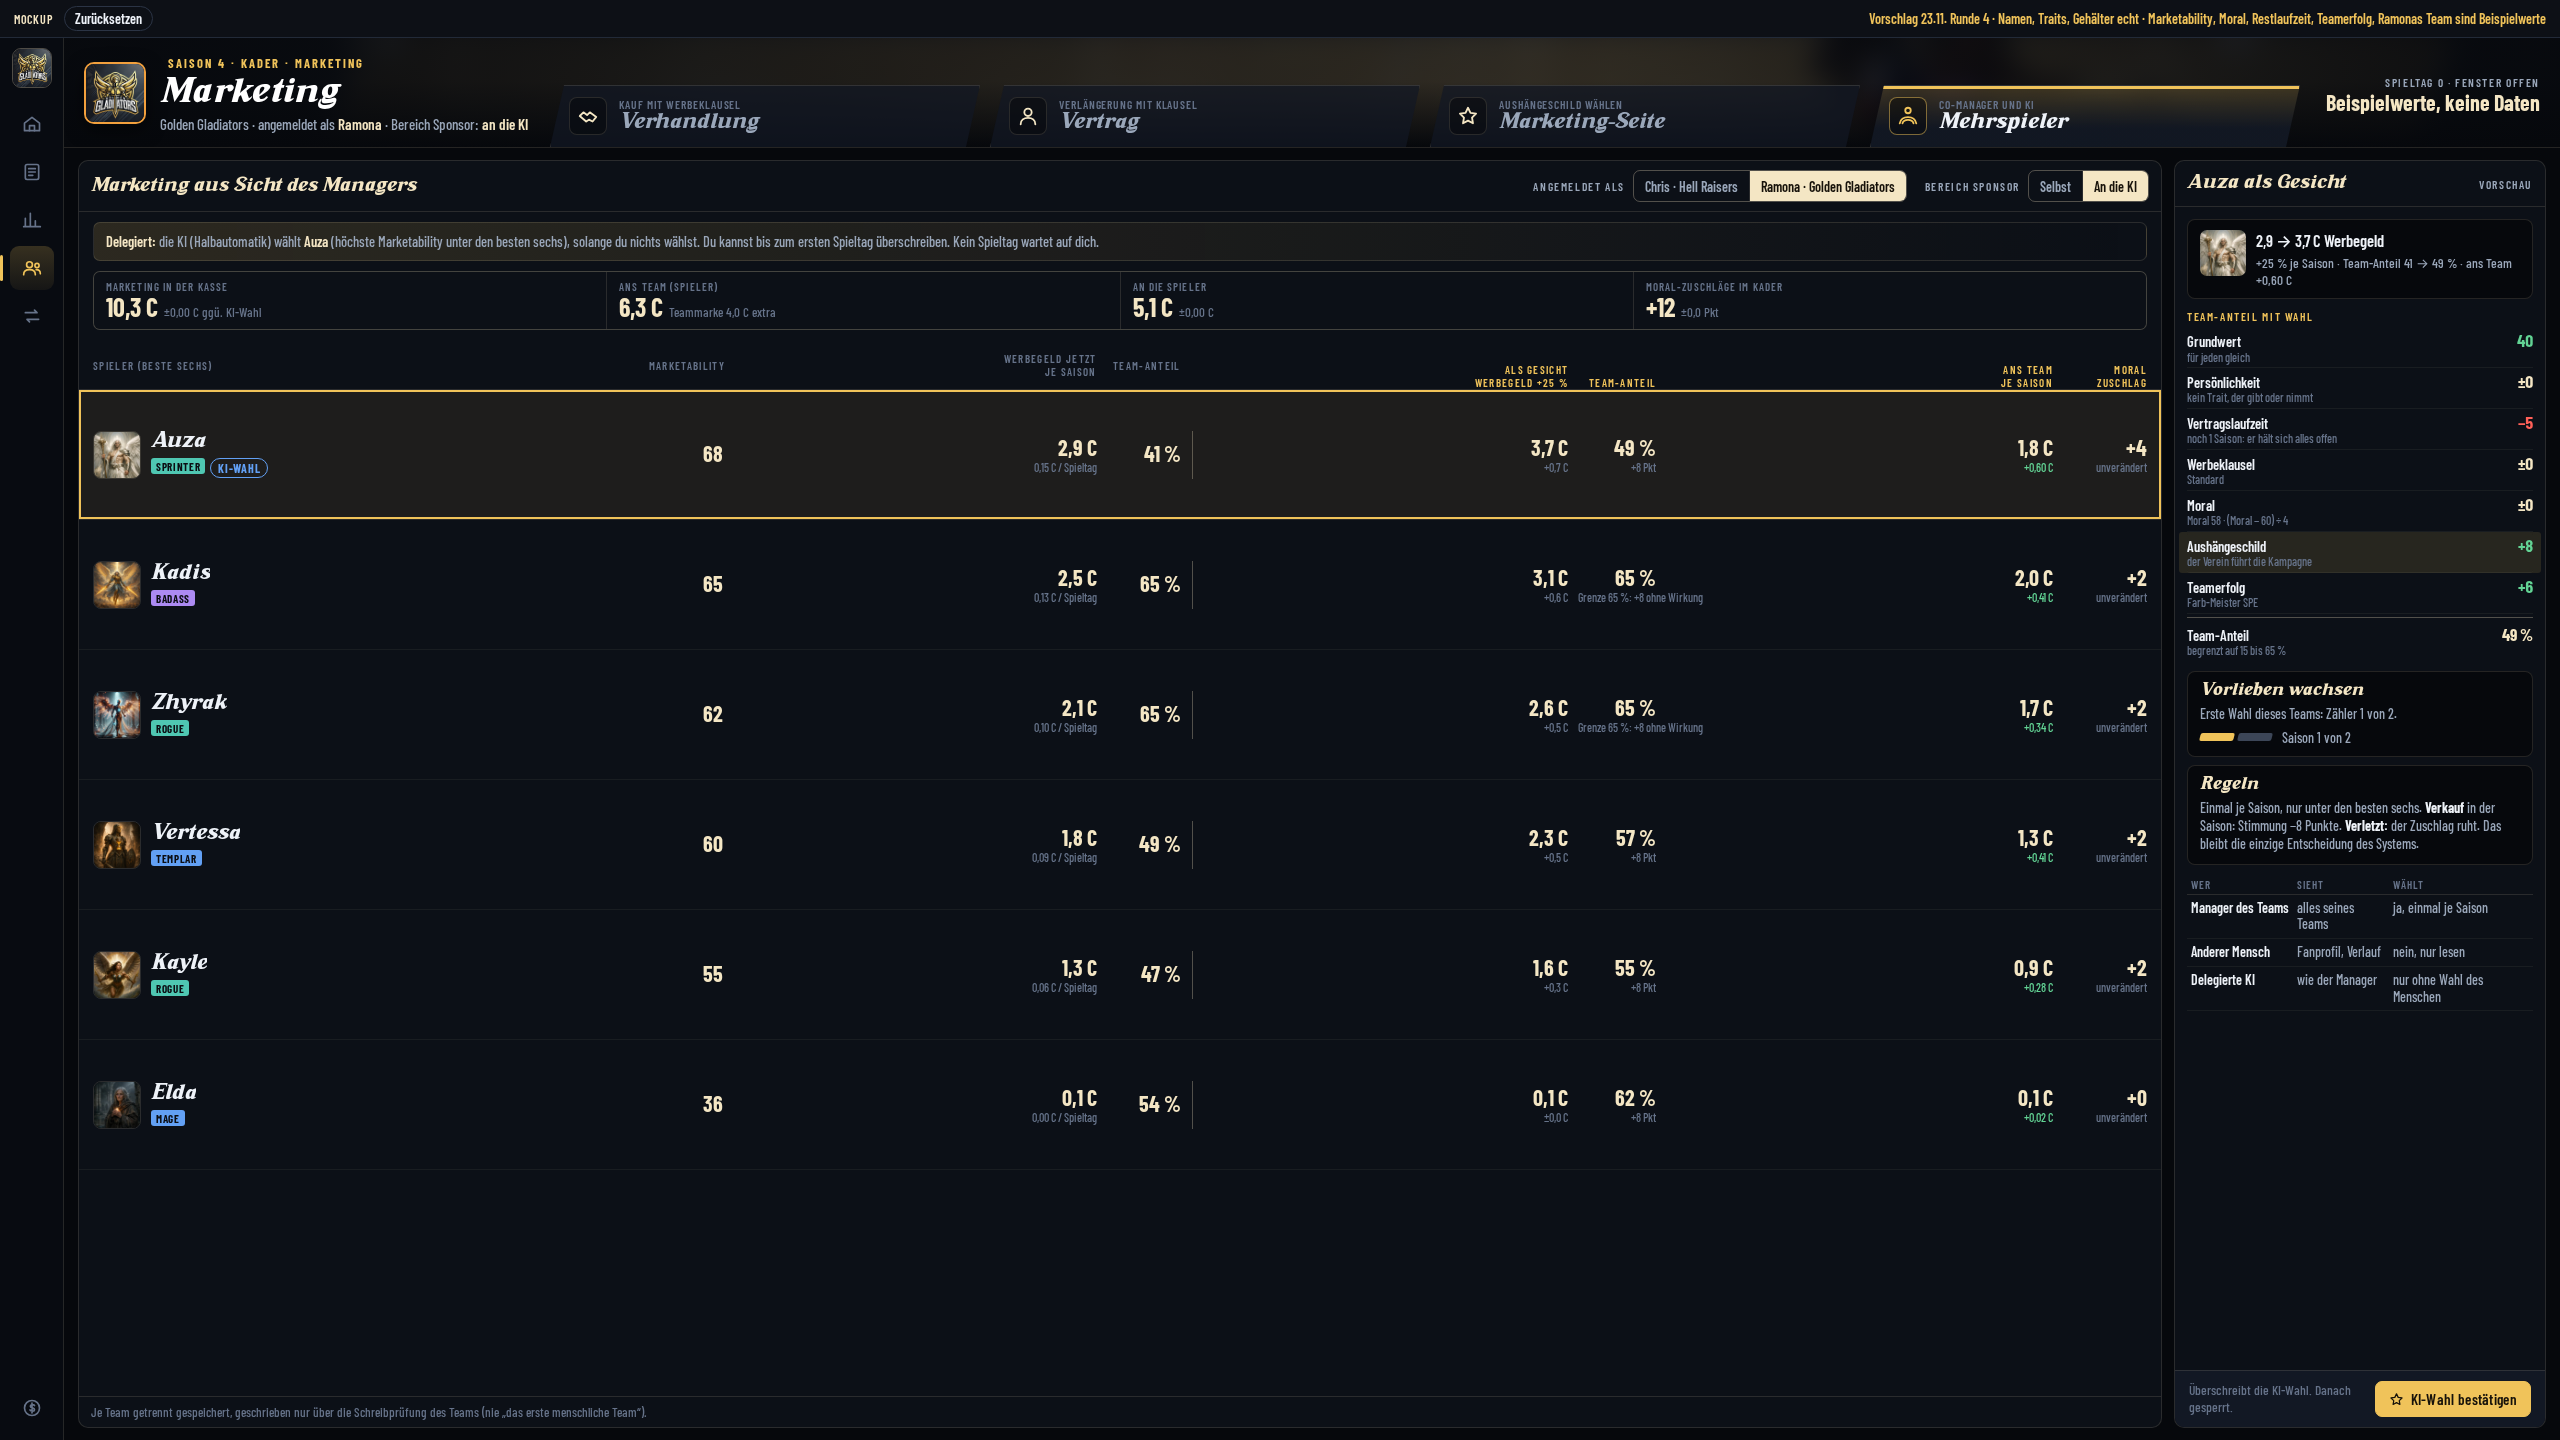 MOCKUP
Zurücksetzen
Vorschlag 23.11. Runde 4 · Namen, Traits, Gehälter echt · Marketability, Moral, Restlaufzeit, Teamerfolg, Ramonas Team sind Beispielwerte
SAISON 4 · KADER · MARKETING
Marketing
Golden Gladiators · angemeldet als Ramona · Bereich Sponsor: an die KI
KAUF MIT WERBEKLAUSEL
Verhandlung
VERLÄNGERUNG MIT KLAUSEL
Vertrag
AUSHÄNGESCHILD WÄHLEN
Marketing-Seite
CO-MANAGER UND KI
Mehrspieler
SPIELTAG 0 · FENSTER OFFEN
Beispielwerte, keine Daten
Marketing aus Sicht des Managers
ANGEMELDET ALS
Chris · Hell Raisers
Ramona · Golden Gladiators
BEREICH SPONSOR
Selbst
An die KI
Delegiert: die KI (Halbautomatik) wählt Auza (höchste Marketability unter den besten sechs), solange du nichts wählst. Du kannst bis zum ersten Spieltag überschreiben. Kein Spieltag wartet auf dich.
MARKETING IN DER KASSE
10,3 C ±0,00 C ggü. KI-Wahl
ANS TEAM (SPIELER)
6,3 C Teammarke 4,0 C extra
AN DIE SPIELER
5,1 C ±0,00 C
MORAL-ZUSCHLÄGE IM KADER
+12 ±0,0 Pkt
SPIELER (BESTE SECHS)
MARKETABILITY
WERBEGELD JETZT
JE SAISON
TEAM-ANTEIL
ALS GESICHT
WERBEGELD +25 %
TEAM-ANTEIL
ANS TEAM
JE SAISON
MORAL
ZUSCHLAG
Auza
SPRINTER
KI-WAHL
68
2,9 C
0,15 C / Spieltag
41 %
3,7 C
+0,7 C
49 %
+8 Pkt
1,8 C
+0,60 C
+4
unverändert
Kadis
BADASS
65
2,5 C
0,13 C / Spieltag
65 %
3,1 C
+0,6 C
65 %
Grenze 65 %: +8 ohne Wirkung
2,0 C
+0,41 C
+2
unverändert
Zhyrak
ROGUE
62
2,1 C
0,10 C / Spieltag
65 %
2,6 C
+0,5 C
65 %
Grenze 65 %: +8 ohne Wirkung
1,7 C
+0,34 C
+2
unverändert
Vertessa
TEMPLAR
60
1,8 C
0,09 C / Spieltag
49 %
2,3 C
+0,5 C
57 %
+8 Pkt
1,3 C
+0,41 C
+2
unverändert
Kayle
ROGUE
55
1,3 C
0,06 C / Spieltag
47 %
1,6 C
+0,3 C
55 %
+8 Pkt
0,9 C
+0,28 C
+2
unverändert
Elda
MAGE
36
0,1 C
0,00 C / Spieltag
54 %
0,1 C
±0,0 C
62 %
+8 Pkt
0,1 C
+0,02 C
+0
unverändert
Je Team getrennt gespeichert, geschrieben nur über die Schreibprüfung des Teams (nie „das erste menschliche Team").
Auza als Gesicht
VORSCHAU
2,9 → 3,7 C Werbegeld
+25 % je Saison · Team-Anteil 41 → 49 % · ans Team
+0,60 C
TEAM-ANTEIL MIT WAHL
Grundwert
für jeden gleich
40
Persönlichkeit
kein Trait, der gibt oder nimmt
±0
Vertragslaufzeit
noch 1 Saison: er hält sich alles offen
−5
Werbeklausel
Standard
±0
Moral
Moral 58 · (Moral − 60) ÷ 4
±0
Aushängeschild
der Verein führt die Kampagne
+8
Teamerfolg
Farb-Meister SPE
+6
Team-Anteil
begrenzt auf 15 bis 65 %
49 %
Vorlieben wachsen
Erste Wahl dieses Teams: Zähler 1 von 2.
Saison 1 von 2
Regeln
Einmal je Saison, nur unter den besten sechs. Verkauf in der
Saison: Stimmung −8 Punkte. Verletzt: der Zuschlag ruht. Das
bleibt die einzige Entscheidung des Systems.
WER
SIEHT
WÄHLT
Manager des Teams
alles seines
Teams
ja, einmal je Saison
Anderer Mensch
Fanprofil, Verlauf
nein, nur lesen
Delegierte KI
wie der Manager
nur ohne Wahl des
Menschen
Überschreibt die KI-Wahl. Danach
gesperrt.
KI-Wahl bestätigen